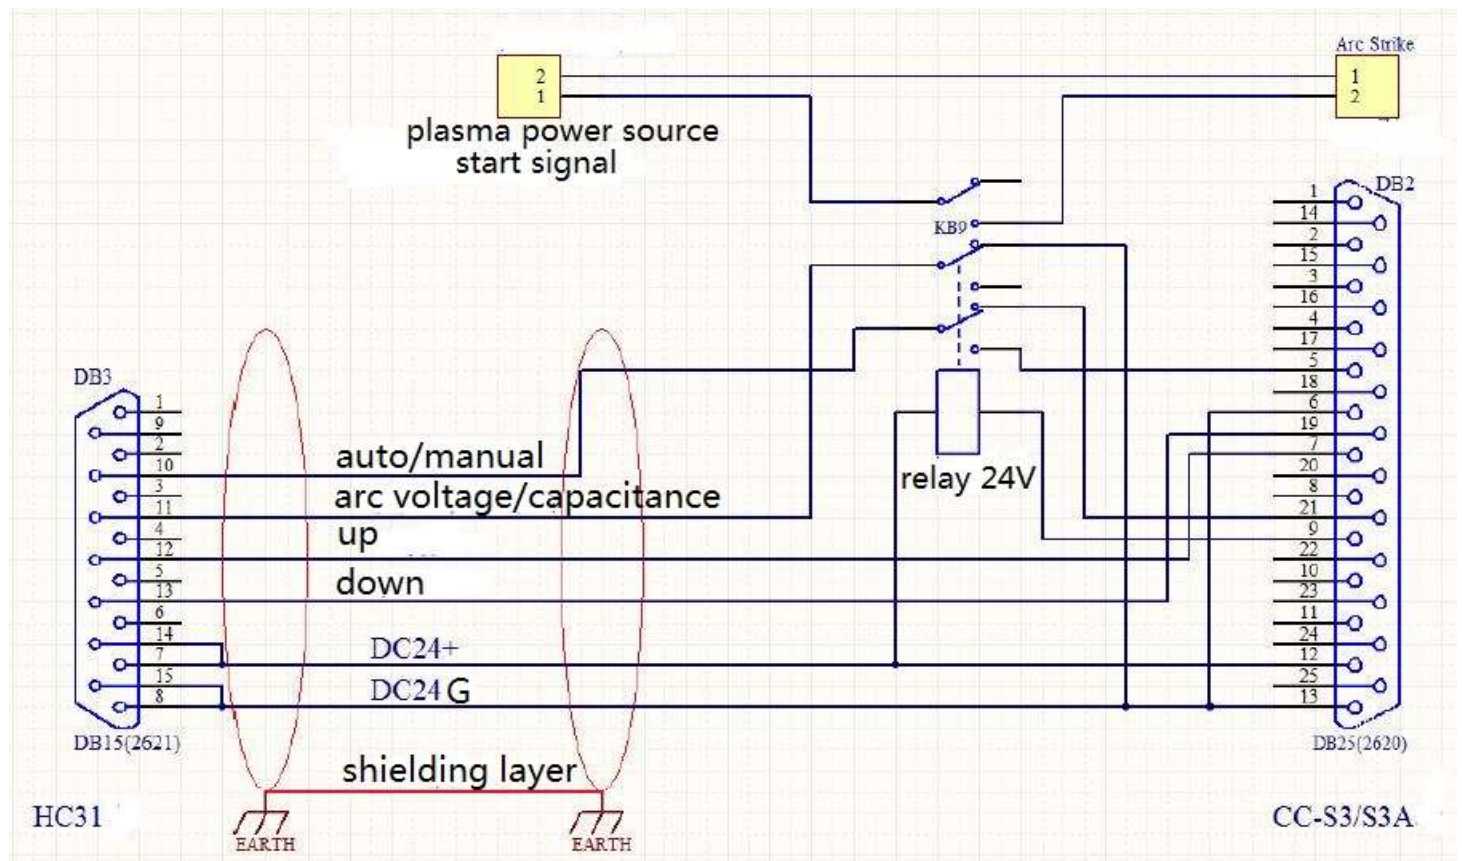 Arc Strike
2 1
1 2
plasma power source
start signal
DB2
1
14
2
15
3
16
4
17
5
18
6
19
7
20
8
21
9
22
10
23
11
24
12
25
13
KB9
relay 24V
DB3
1
9
2
10
3
11
4
12
5
13
6
14
7
15
8
auto/manual
arc voltage/capacitance
up
down
DC24+
DC24 G
DB15(2621)
DB25(2620)
shielding layer
HC31
CC-S3/S3A
EARTH
EARTH